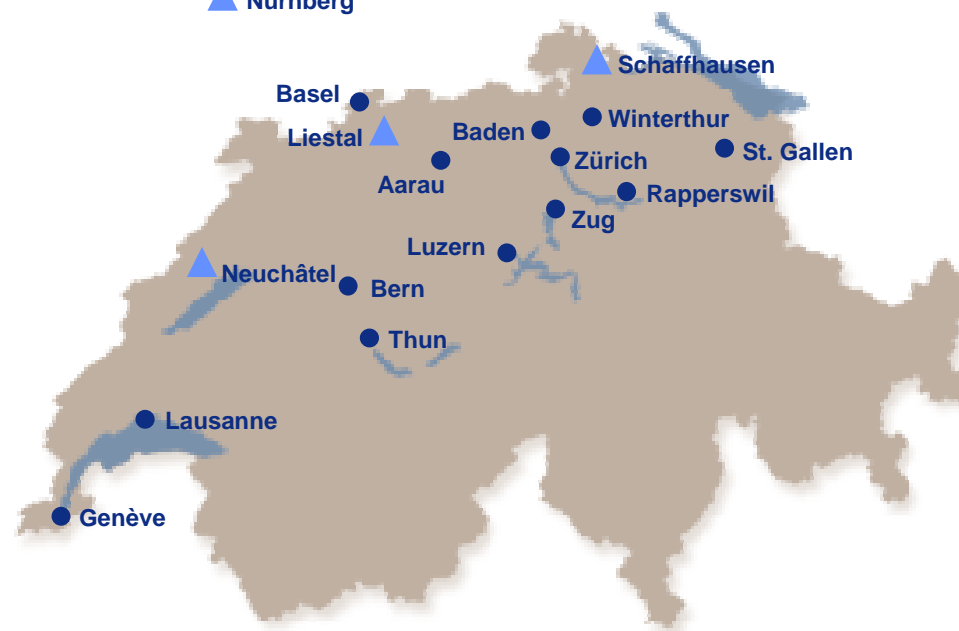 Nürnberg
Schaffhausen
Basel
Winterthur
Baden
Liestal
St. Gallen
Zürich
Aarau
Rapperswil
Zug
Luzern
Neuchâtel
Bern
Thun
Lausanne
Genève